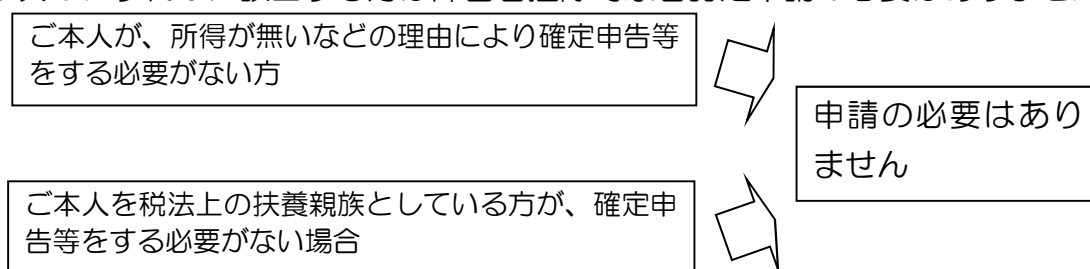 ご本人が、所得が無いなどの理由により確定申告等
をする必要がない方
申請の必要はあり
ません
ご本人を税法上の扶養親族としている方が、確定申
告等をする必要がない場合